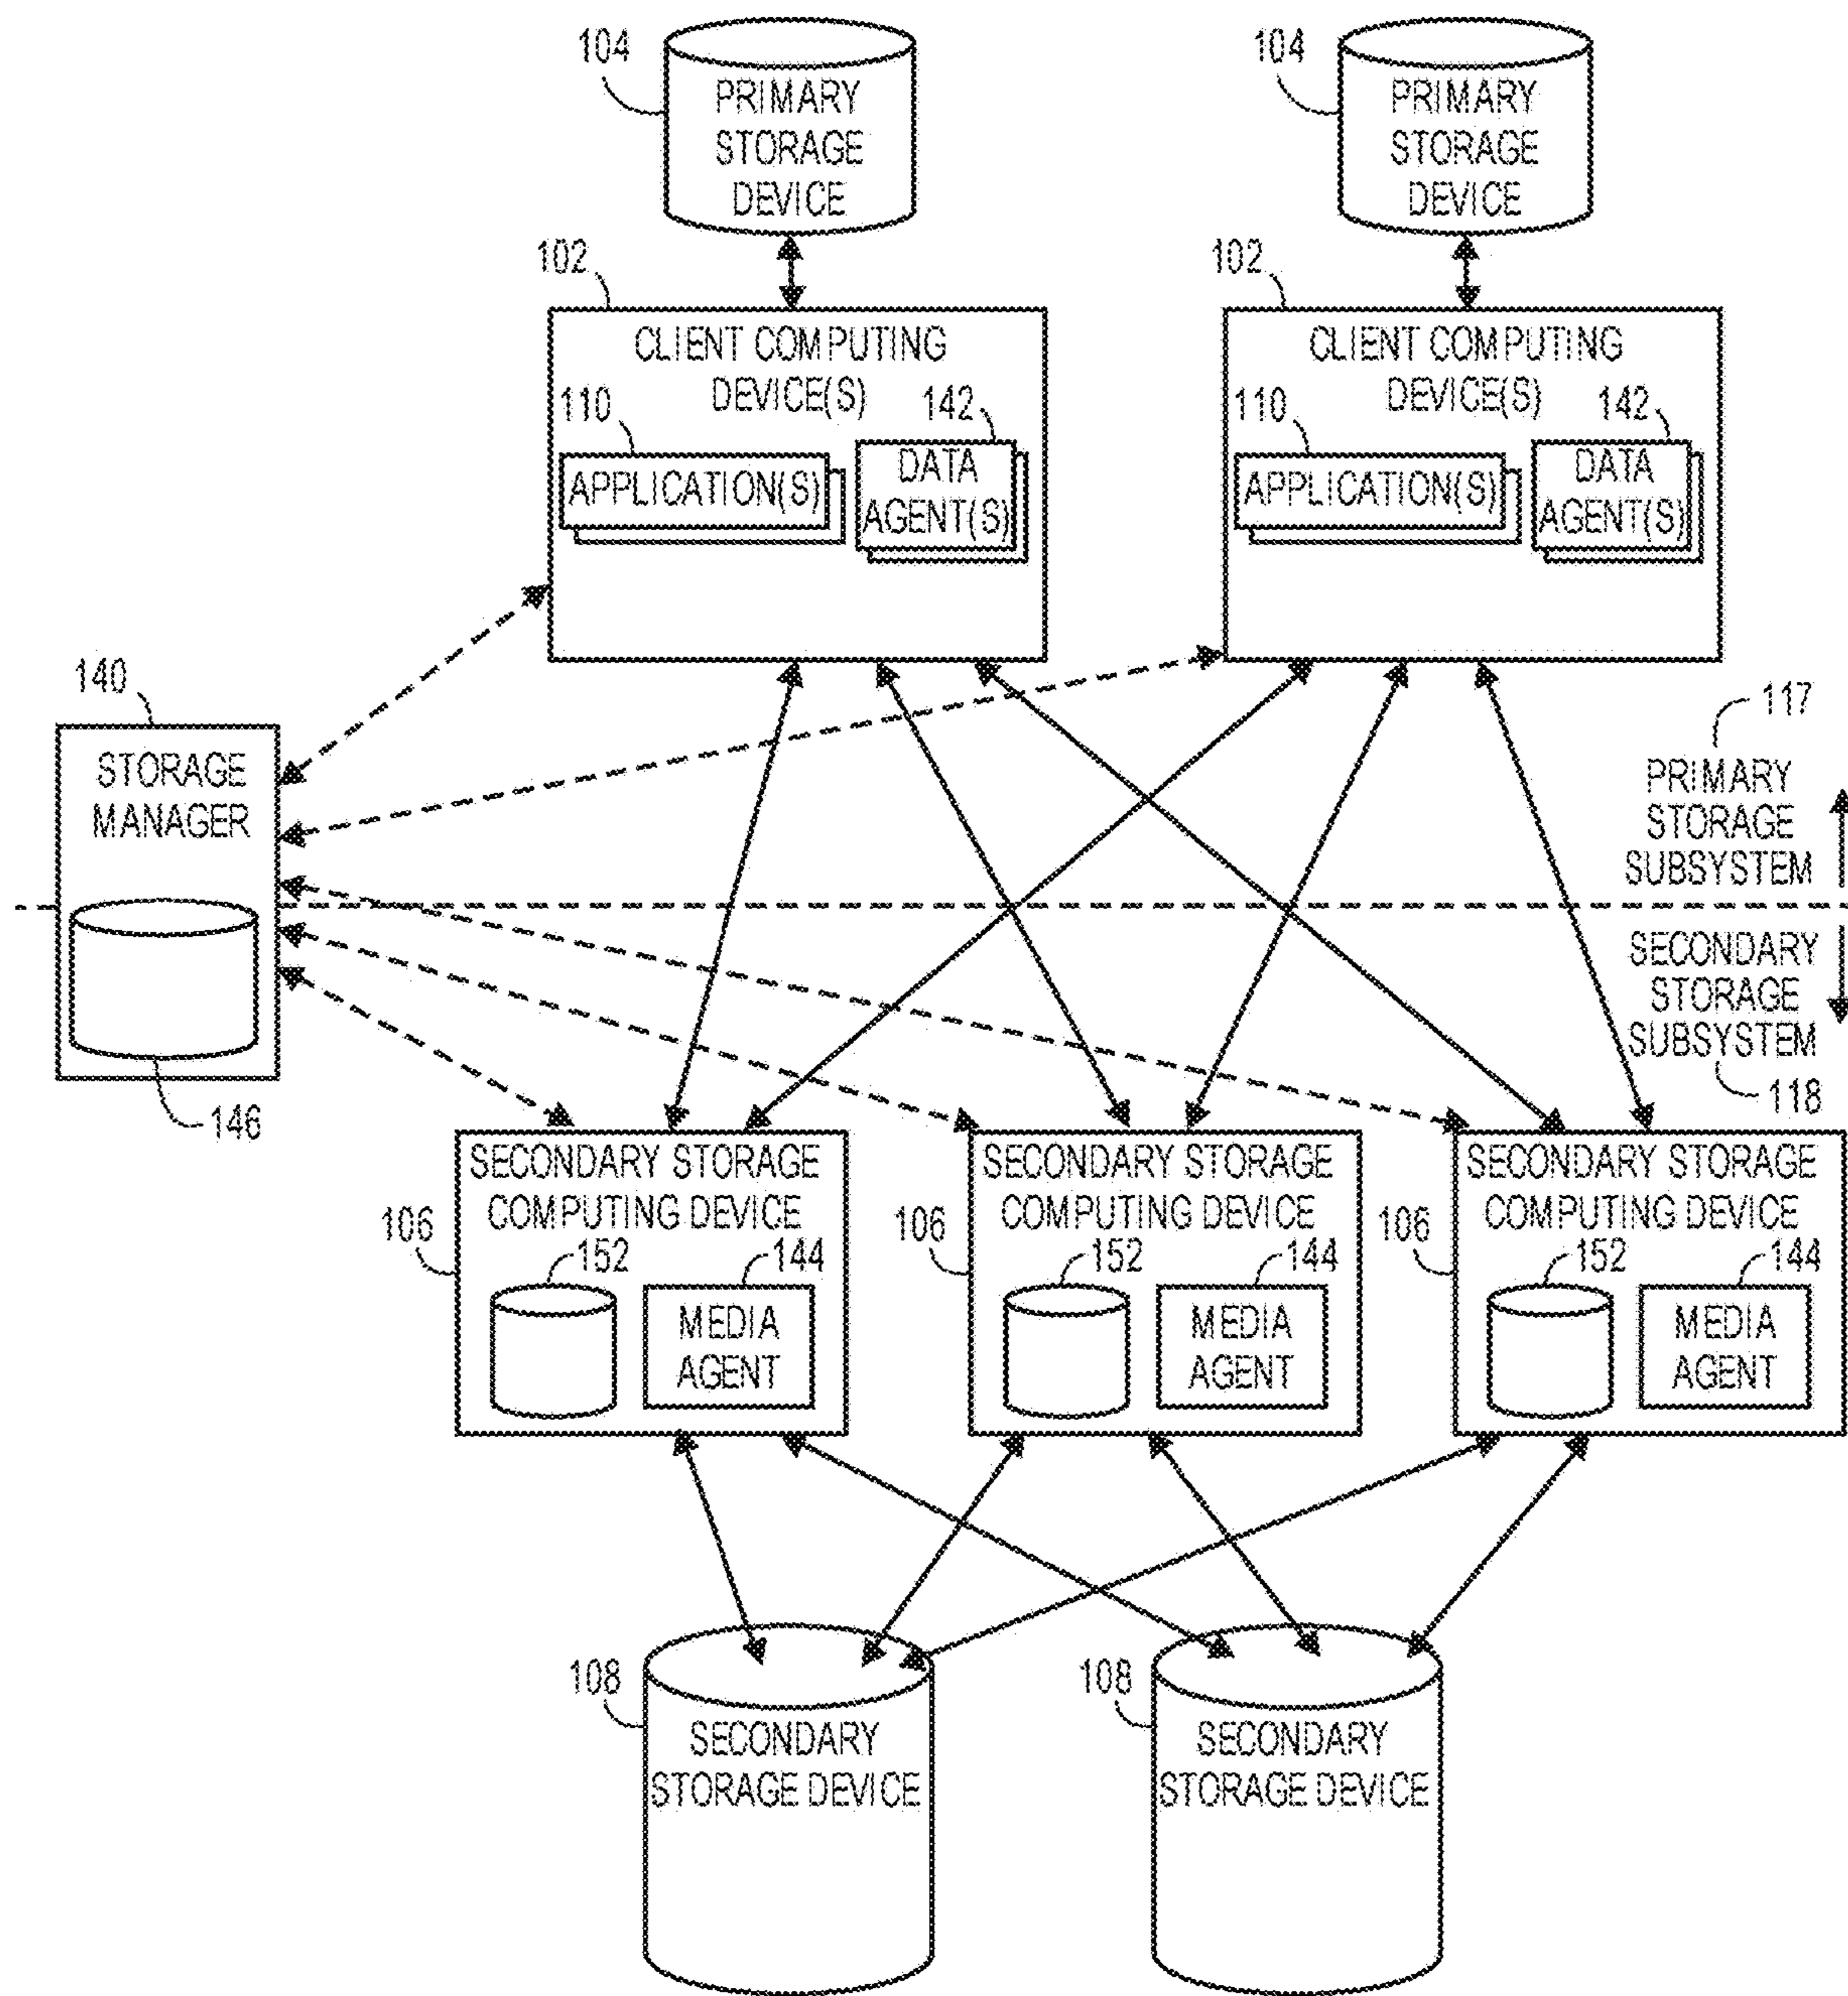 104
PRIMARY
STORAGE
DEVICE
104
PRIMARY
STORAGE
DEVICE
102
CLIENT COMPUTING
DEVICE(S)
110
142
APPLICATION(S)
DATA
AGENT(S)
102
CLIENT COMPUTING
DEVICE(S)
110
142
APPLICATION(S)
DATA
AGENT(S)
140
STORAGE
MANAGER
146
117
PRIMARY
STORAGE
SUBSYSTEM
SECONDARY
STORAGE
SUBSYSTEM
118
106
SECONDARY STORAGE
COMPUTING DEVICE
152
144
MEDIA
AGENT
106
SECONDARY STORAGE
COMPUTING DEVICE
152
144
MEDIA
AGENT
106
SECONDARY STORAGE
COMPUTING DEVICE
152
144
MEDIA
AGENT
108
SECONDARY
STORAGE DEVICE
108
SECONDARY
STORAGE DEVICE